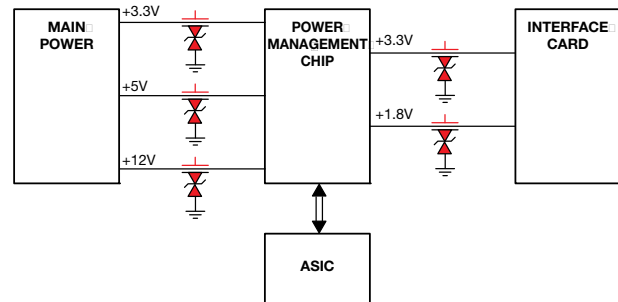 MAIN
POWER
+3.3V
+5V
+12V
POWER
MANAGEMENT
CHIP
+3.3V
+1.8V
INTERFACE
CARD
ASIC